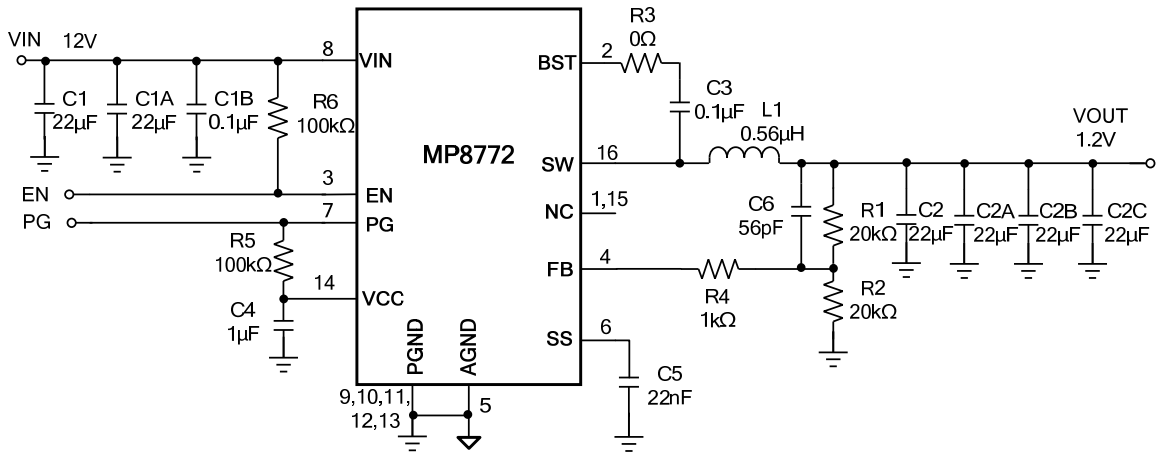 VIN 12V
C1
22µF
C1A
22µF
C1B
0.1µF
R6
100kΩ
EN
PG
R5
100kΩ
C4
1µF
8
3
7
14
VIN
EN
PG
VCC
MP8772
BST
SW
NC
FB
SS
PGND
AGND
9,10,11,
12,13
5
2
16
1,15
4
6
R3
0Ω
C3
0.1µF
L1
0.56µH
C6
56pF
R1
20kΩ
R4
1kΩ
R2
20kΩ
C5
22nF
C2
22µF
C2A
22µF
C2B
22µF
C2C
22µF
VOUT
1.2V